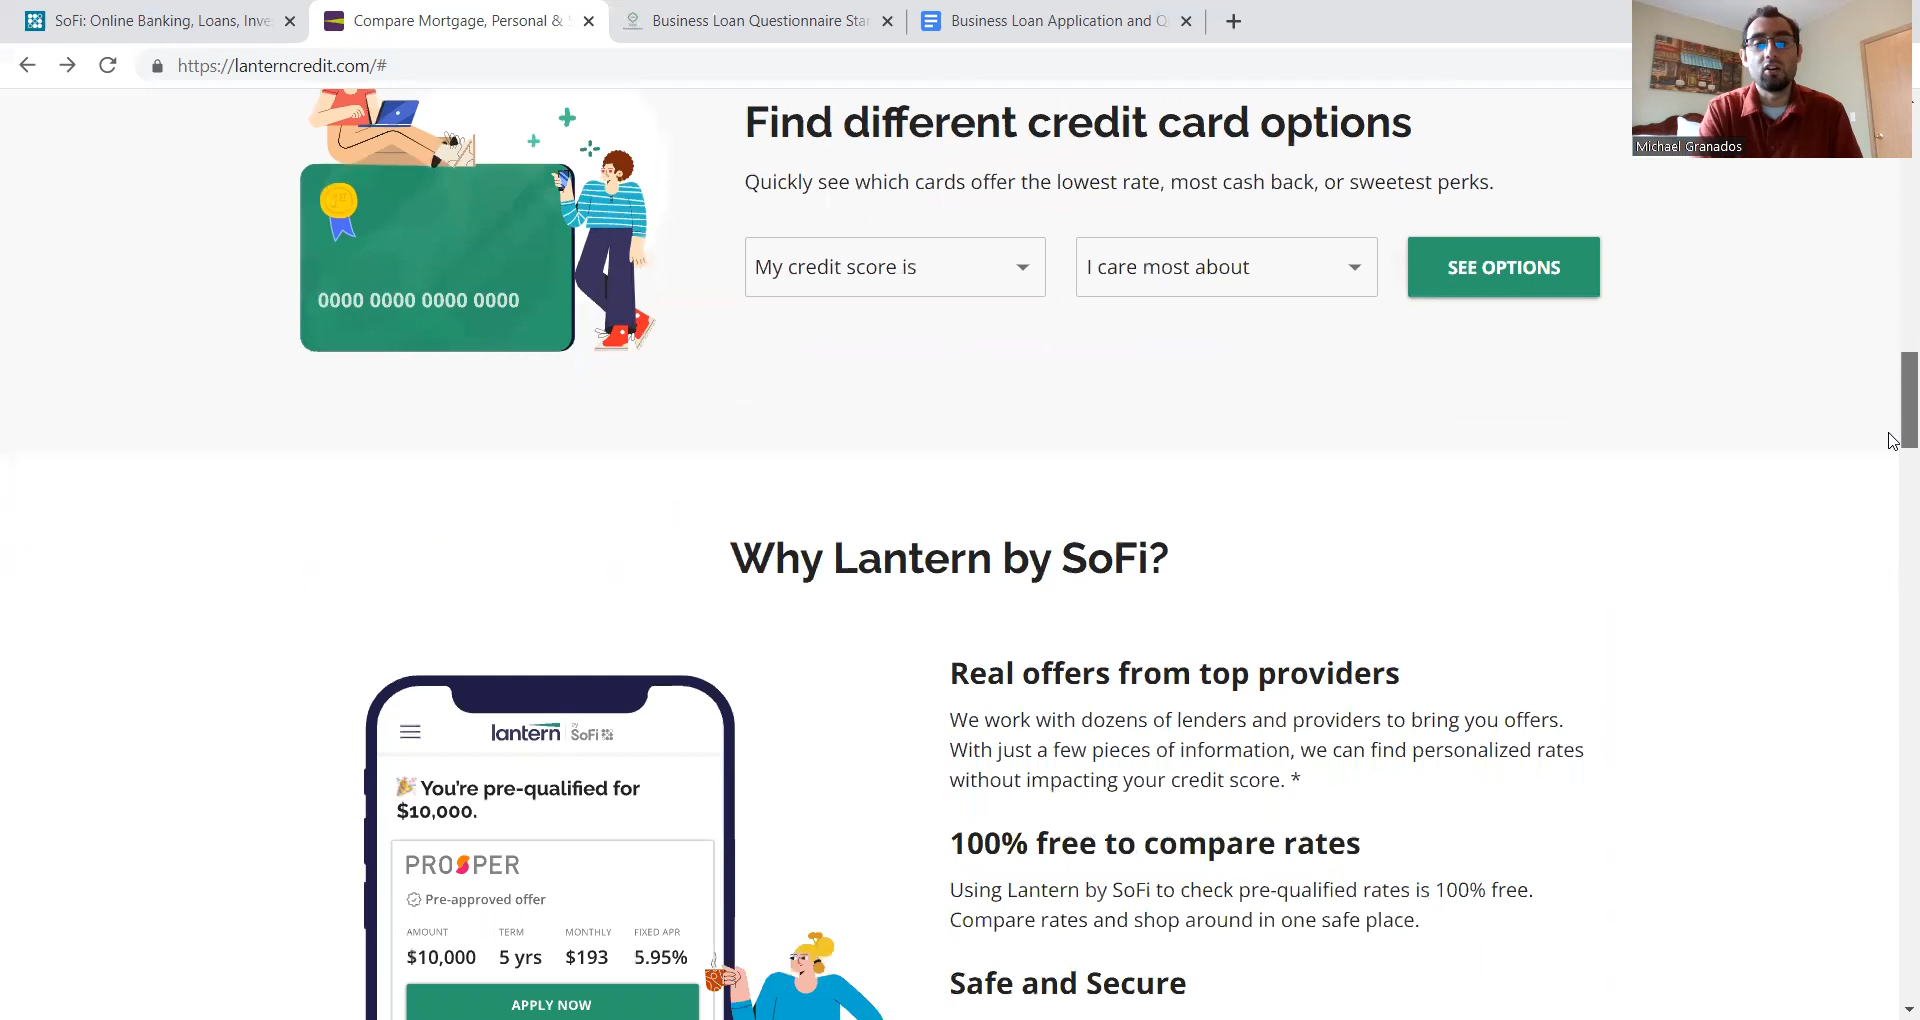 SoFi: Online Banking, Loans, Inve
Compare Mortgage, Personal &
Business Loan Questionnaire Sta
Business Loan Application and Q
https://lanterncredit.com/#
Michael Granados
Find different credit card options
Quickly see which cards offer the lowest rate, most cash back, or sweetest perks.
My credit score is
I care most about
SEE OPTIONS
1st
0000 0000 0000 0000
Why Lantern by SoFi?
Real offers from top providers
We work with dozens of lenders and providers to bring you offers.
With just a few pieces of information, we can find personalized rates
without impacting your credit score. *
100% free to compare rates
Using Lantern by SoFi to check pre-qualified rates is 100% free.
Compare rates and shop around in one safe place.
Safe and Secure
lantern by SoFi
You're pre-qualified for
$10,000.
PROSPER
Pre-approved offer
AMOUNT TERM MONTHLY FIXED APR
$10,000 5 yrs $193 5.95%
APPLY NOW